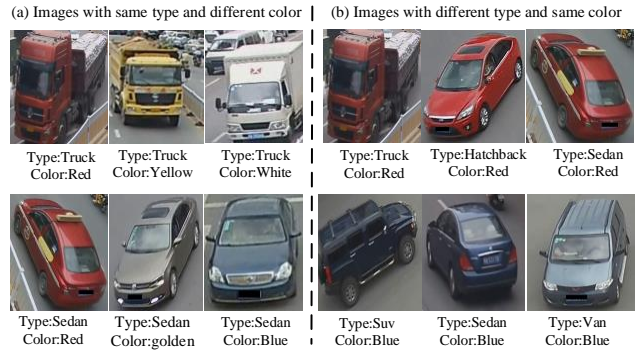 (a) Images with same type and different color
Type:Truck
Color:Red
Type:Truck
Color:Yellow
Type:Truck
Color:White
Type:Sedan
Color:Red
Type:Sedan
Color:golden
Type:Sedan
Color:Blue
(b) Images with different type and same color
Type:Truck
Color:Red
Type:Hatchback
Color:Red
Type:Sedan
Color:Red
Type:Suv
Color:Blue
Type:Sedan
Color:Blue
Type:Van
Color:Blue